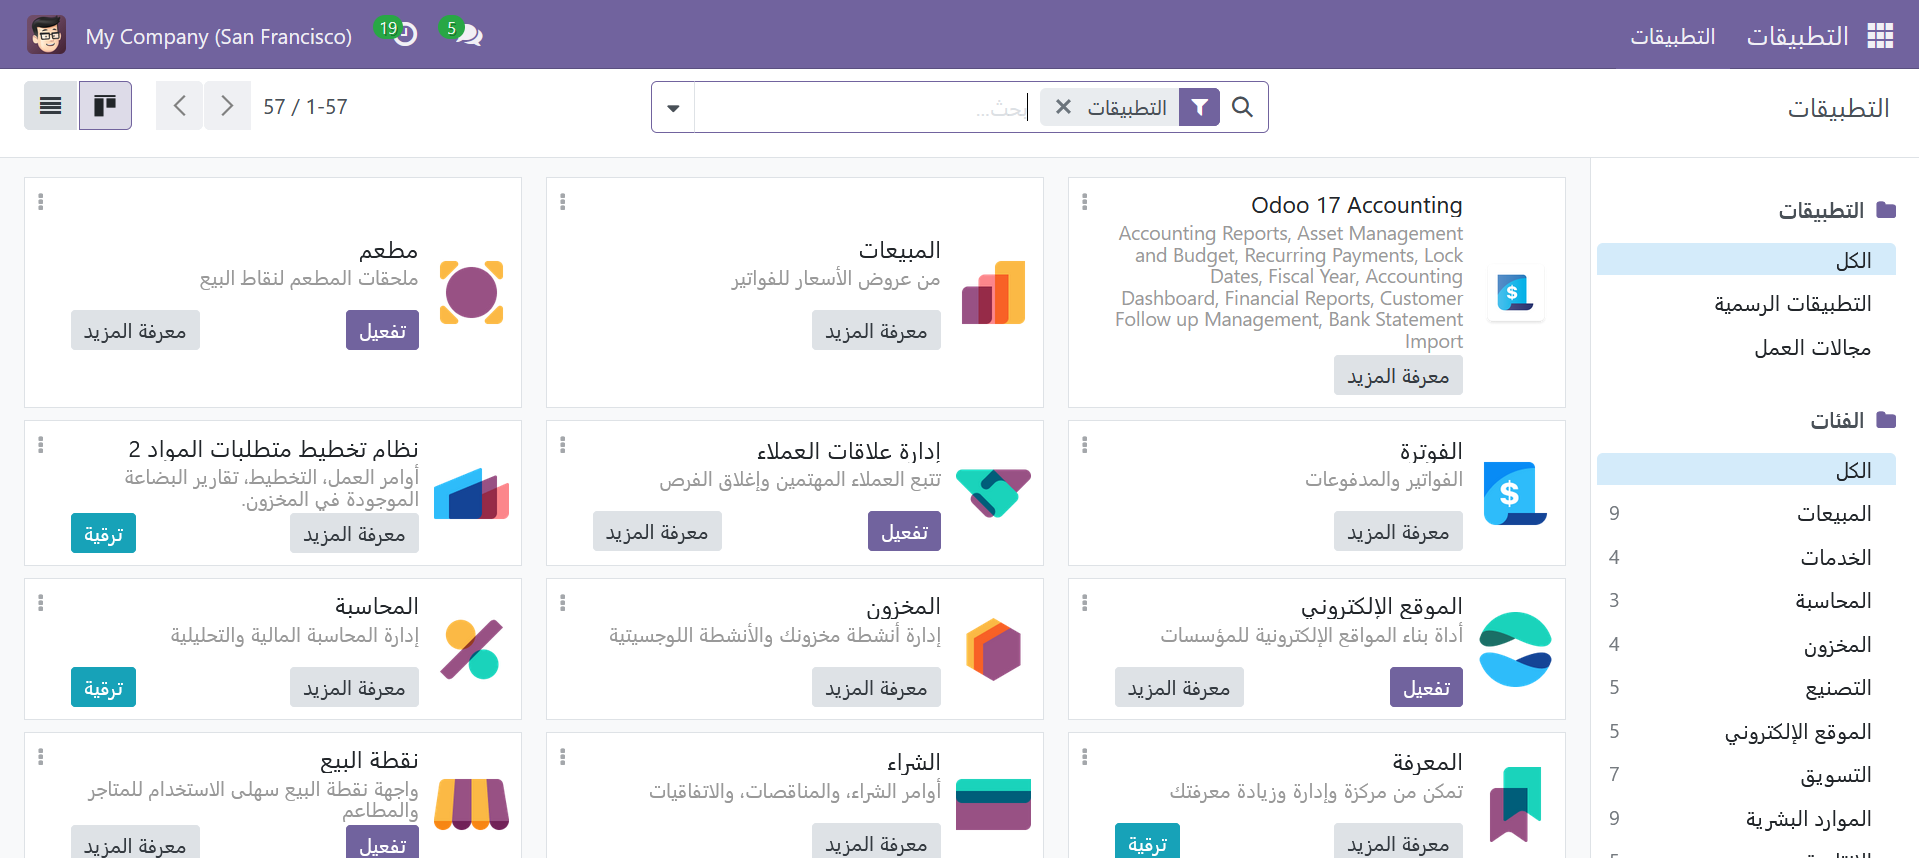 التطبيقات
التطبيقات
5
19
My Company (San Francisco)
التطبيقات
التطبيقات
بحث...
57 / 1-57
التطبيقات
الكل
التطبيقات الرسمية
مجالات العمل
الفئات
الكل
المبيعات 9
الخدمات 4
المحاسبة 3
المخزون 4
التصنيع 5
الموقع الإلكتروني 5
التسويق 7
الموارد البشرية 9
Odoo 17 Accounting
Accounting Reports, Asset Management
and Budget, Recurring Payments, Lock
Dates, Fiscal Year, Accounting
Dashboard, Financial Reports, Customer
Follow up Management, Bank Statement
Import
معرفة المزيد
المبيعات
من عروض الأسعار للفواتير
معرفة المزيد
مطعم
ملحقات المطعم لنقاط البيع
تفعيل
معرفة المزيد
الفوترة
الفواتير والمدفوعات
معرفة المزيد
إدارة علاقات العملاء
تتبع العملاء المهتمين وإغلاق الفرص
تفعيل
معرفة المزيد
نظام تخطيط متطلبات المواد 2
أوامر العمل، التخطيط، تقارير البضاعة
الموجودة في المخزون.
معرفة المزيد
ترقية
الموقع الإلكتروني
أداة بناء المواقع الإلكترونية للمؤسسات
تفعيل
معرفة المزيد
المخزون
إدارة أنشطة مخزونك والأنشطة اللوجسيتية
معرفة المزيد
المحاسبة
إدارة المحاسبة المالية والتحليلية
معرفة المزيد
ترقية
المعرفة
تمكن من مركزة وإدارة وزيادة معرفتك
معرفة المزيد
ترقية
الشراء
أوامر الشراء، والمناقصات، والاتفاقيات
معرفة المزيد
نقطة البيع
واجهة نقطة البيع سهلى الاستخدام للمتاجر
والمطاعم
تفعيل
معرفة المزيد